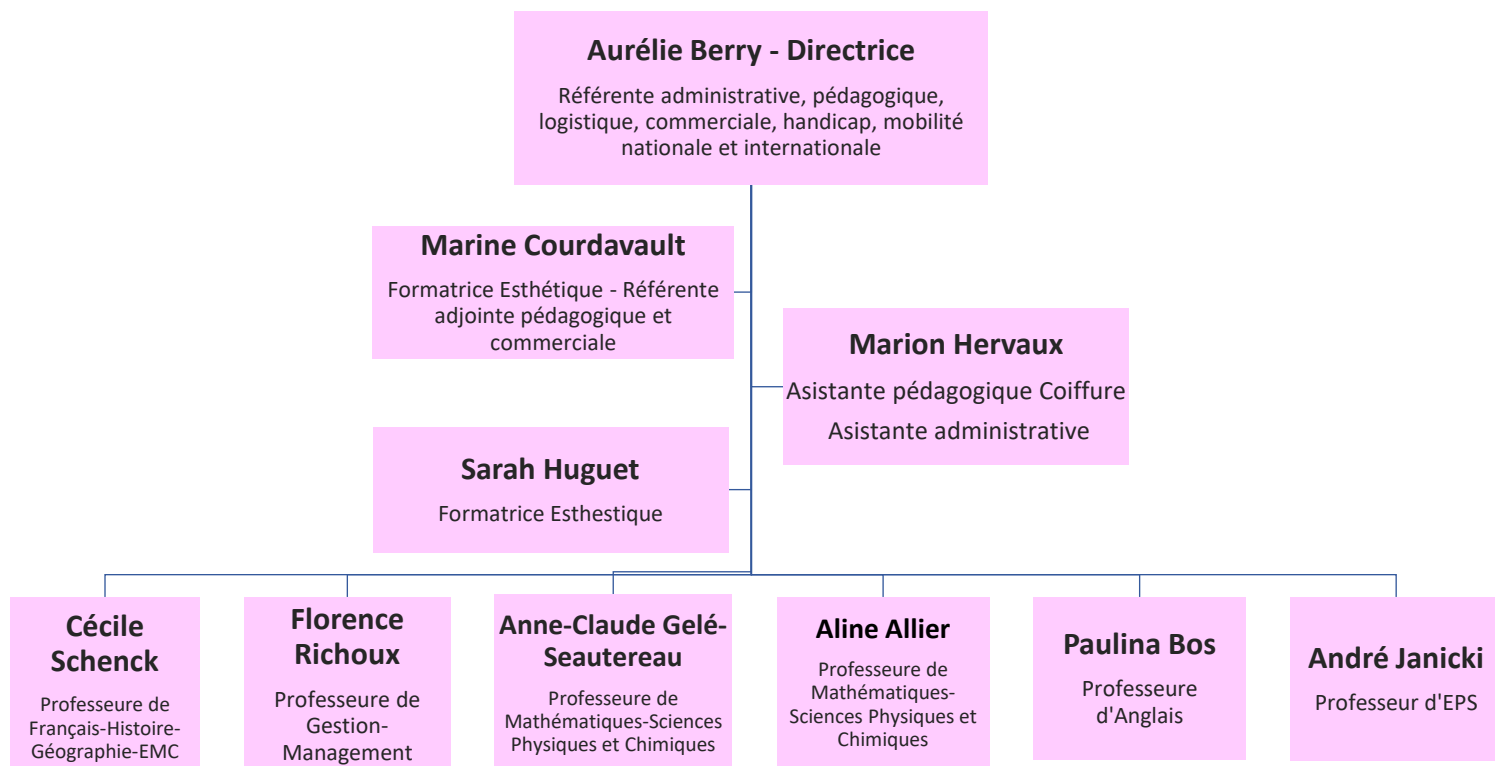 Aurélie Berry - Directrice
Référente administrative, pédagogique,
logistique, commerciale, handicap, mobilité
nationale et internationale
Marine Courdavault
Formatrice Esthétique - Référente
adjointe pédagogique et
commerciale
Marion Hervaux
Asistante pédagogique Coiffure
Asistante administrative
Sarah Huguet
Formatrice Esthestique
Cécile
Schenck
Professeure de
Français-Histoire-
Géographie-EMC
Florence
Richoux
Professeure de
Gestion-
Management
Anne-Claude Gelé-
Seautereau
Professeure de
Mathématiques-Sciences
Physiques et Chimiques
Aline Allier
Professeure de
Mathématiques-
Sciences Physiques et
Chimiques
Paulina Bos
Professeure
d'Anglais
André Janicki
Professeur d'EPS